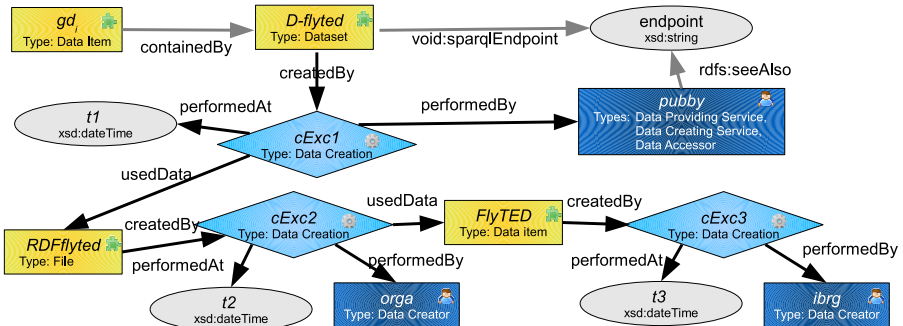 gdi
Type: Data Item
containedBy
D-flyted
Type: Dataset
void:sparqlEndpoint
endpoint
xsd:string
createdBy
rdfs:seeAlso
t1
xsd:dateTime
performedAt
performedBy
pubby
Types: Data Providing Service,
Data Creating Service,
Data Accessor
cExc1
Type: Data Creation
usedData
RDFflyted
Type: File
createdBy
cExc2
Type: Data Creation
usedData
FlyTED
Type: Data item
createdBy
cExc3
Type: Data Creation
performedAt
performedBy
performedAt
performedBy
t2
xsd:dateTime
orga
Type: Data Creator
t3
xsd:dateTime
ibrg
Type: Data Creator